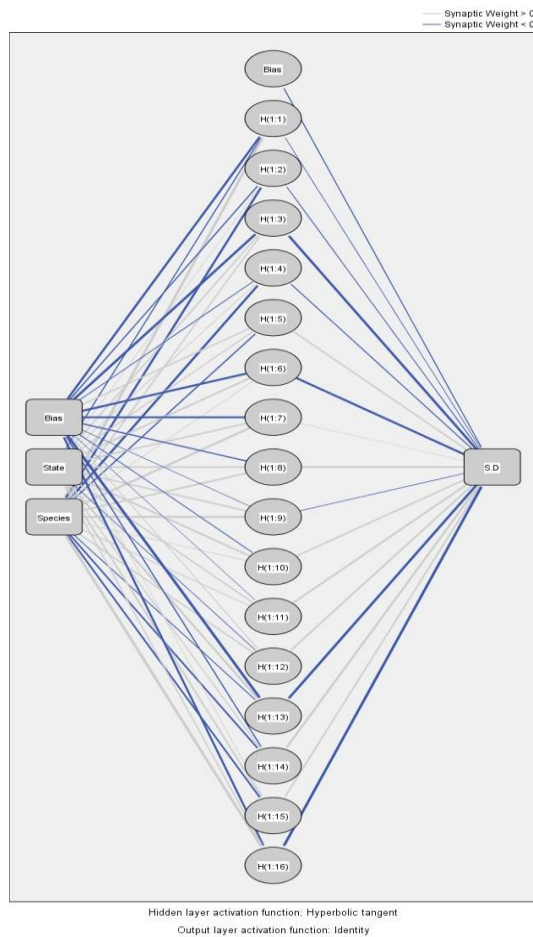 Synaptic Weight > 0
Synaptic Weight < 0
Bias
H(1:1)
H(1:2)
H(1:3)
H(1:4)
H(1:5)
H(1:6)
Bias
H(1:7)
State
H(1:8)
S.D
Species
H(1:9)
H(1:10)
H(1:11)
H(1:12)
H(1:13)
H(1:14)
H(1:15)
H(1:16)
Hidden layer activation function: Hyperbolic tangent
Output layer activation function: Identity